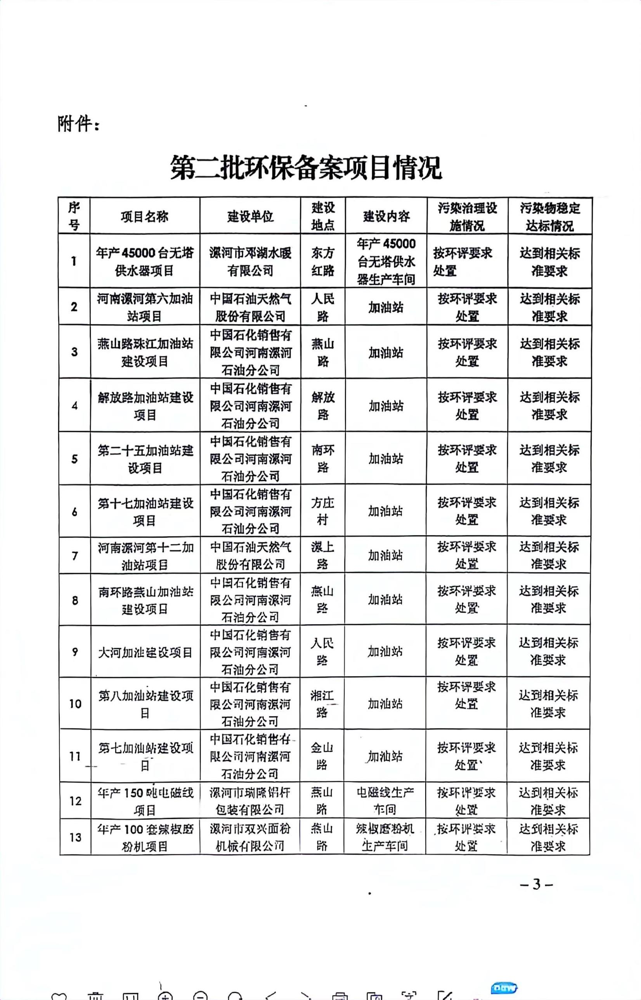 附件：
第二批环保备案项目情况
序号 项目名称 建设单位 建设地点 建设内容 污染治理设施情况 污染物稳定达标情况
1 年产45000台无塔供水器项目 漯河市邓湖水暖有限公司 东方红路 年产45000台无塔供水器生产车间 按环评要求处置 达到相关标准要求
2 河南漯河第六加油站项目 中国石油天然气股份有限公司 人民路 加油站 按环评要求处置 达到相关标准要求
3 燕山路珠江加油站建设项目 中国石化销售有限公司河南漯河石油分公司 燕山路 加油站 按环评要求处置 达到相关标准要求
4 解放路加油站建设项目 中国石化销售有限公司河南漯河石油分公司 解放路 加油站 按环评要求处置 达到相关标准要求
5 第二十五加油站建设项目 中国石化销售有限公司河南漯河石油分公司 南环路 加油站 按环评要求处置 达到相关标准要求
6 第十七加油站建设项目 中国石化销售有限公司河南漯河石油分公司 方庄村 加油站 按环评要求处置 达到相关标准要求
7 河南漯河第十二加油站项目 中国石油天然气股份有限公司 漯上路 加油站 按环评要求处置 达到相关标准要求
8 南环路燕山加油站建设项目 中国石化销售有限公司河南漯河石油分公司 燕山路 加油站 按环评要求处置 达到相关标准要求
9 大河加油建设项目 中国石化销售有限公司河南漯河石油分公司 人民路 加油站 按环评要求处置 达到相关标准要求
10 第八加油站建设项目 中国石化销售有限公司河南漯河石油分公司 湘江路 加油站 按环评要求处置 达到相关标准要求
11 第七加油站建设项目 中国石化销售有限公司河南漯河石油分公司 金山路 加油站 按环评要求处置 达到相关标准要求
12 年产150吨电磁线项目 漯河市瑞隆铝杆包装有限公司 燕山路 电磁线生产车间 按环评要求处置 达到相关标准要求
13 年产100套辣椒磨粉机项目 漯河市双兴面粉机械有限公司 燕山路 辣椒磨粉机生产车间 按环评要求处置 达到相关标准要求
-3-